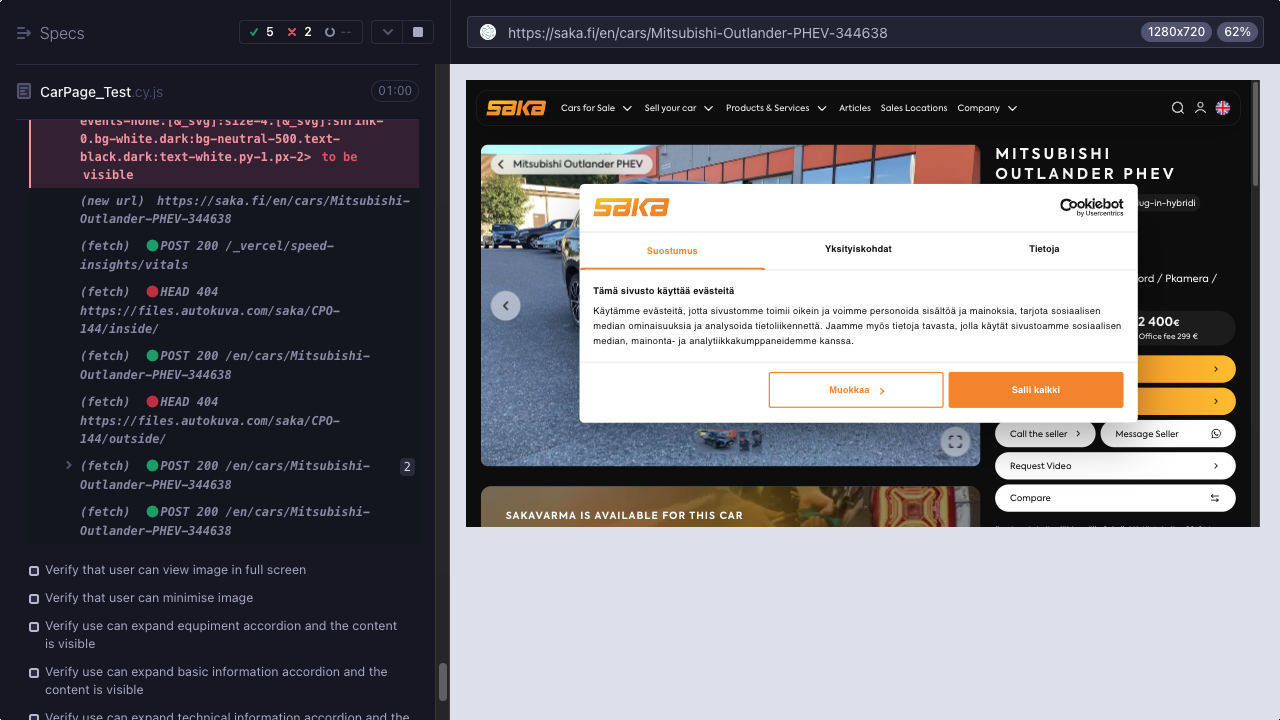 Specs
5
2
--
https://saka.fi/en/cars/Mitsubishi-Outlander-PHEV-344638
1280x720
62%
CarPage_Test.cy.js
01:00
events-none.[&_svg]:size-4.[&_svg]:shrink-
0.bg-white.dark:bg-neutral-500.text-
black.dark:text-white.py-1.px-2> to be
visible
(new url) https://saka.fi/en/cars/Mitsubishi-
Outlander-PHEV-344638
(fetch) POST 200 /_vercel/speed-
insights/vitals
(fetch) HEAD 404
https://files.autokuva.com/saka/CPO-
144/inside/
(fetch) POST 200 /en/cars/Mitsubishi-
Outlander-PHEV-344638
(fetch) HEAD 404
https://files.autokuva.com/saka/CPO-
144/outside/
(fetch) POST 200 /en/cars/Mitsubishi-
Outlander-PHEV-344638
2
(fetch) POST 200 /en/cars/Mitsubishi-
Outlander-PHEV-344638
Verify that user can view image in full screen
Verify that user can minimise image
Verify use can expand equpiment accordion and the content
is visible
Verify use can expand basic information accordion and the
content is visible
Verify use can expand technical information accordion and the
saka
Cars for Sale
Sell your car
Products & Services
Articles
Sales Locations
Company
Mitsubishi Outlander PHEV
MITSUBISHI
OUTLANDER PHEV
lug-in-hybridi
ord / Pkamera /
2 400€
Office fee 299 €
Call the seller
Message Seller
Request Video
Compare
SAKAVARMA IS AVAILABLE FOR THIS CAR
saka
Cookiebot
by Usercentrics
Suostumus
Yksityiskohdat
Tietoja
Tämä sivusto käyttää evästeitä
Käytämme evästeitä, jotta sivustomme toimii oikein ja voimme personoida sisältöä ja mainoksia, tarjota sosiaalisen
median ominaisuuksia ja analysoida tietoliikennettä. Jaamme myös tietoja tavasta, jolla käytät sivustoamme sosiaalisen
median, mainonta- ja analytiikkakumppaneidemme kanssa.
Muokkaa
Salli kaikki